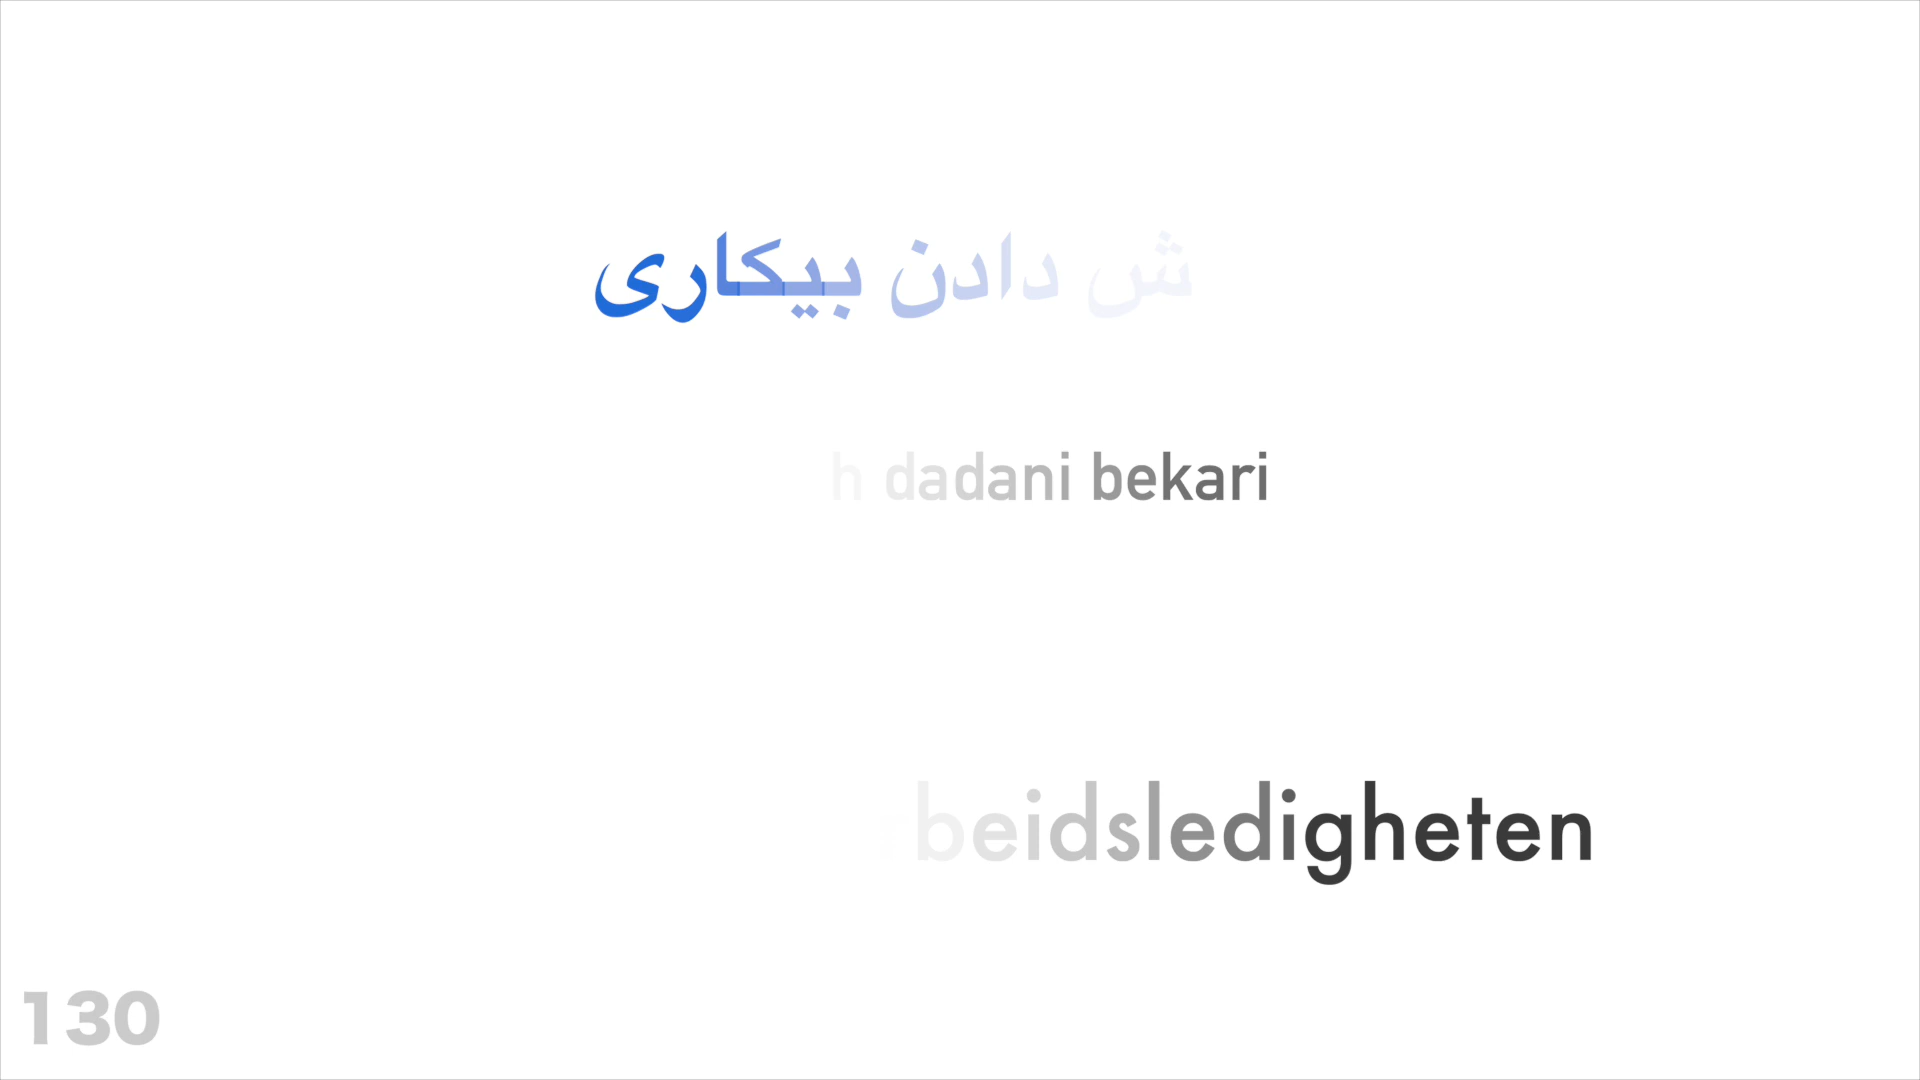 ش دادن بیکاری
h dadani bekari
rbeidsledigheten
130